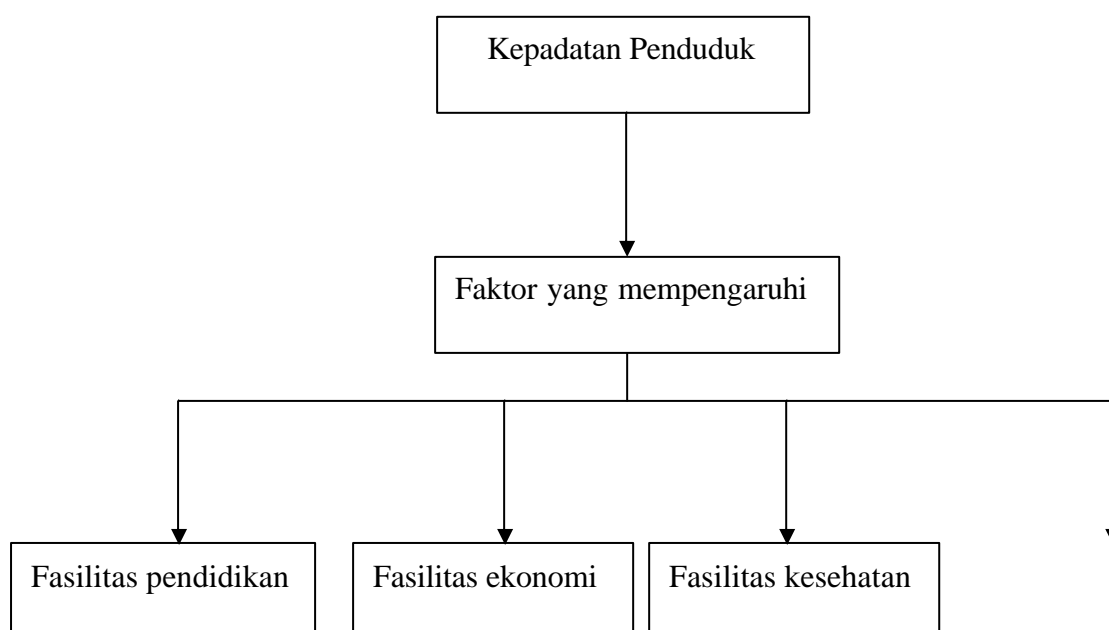 Kepadatan Penduduk
Faktor yang mempengaruhi
Fasilitas pendidikan
Fasilitas ekonomi
Fasilitas kesehatan